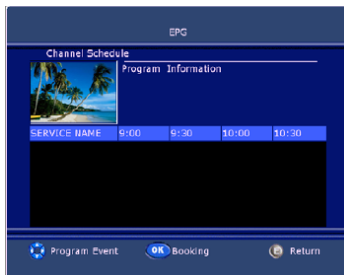 EPG
Channel Schedule
Program Information
SERVICE NAME 9:00 9:30 10:00 10:30
Program Event OK Booking Return